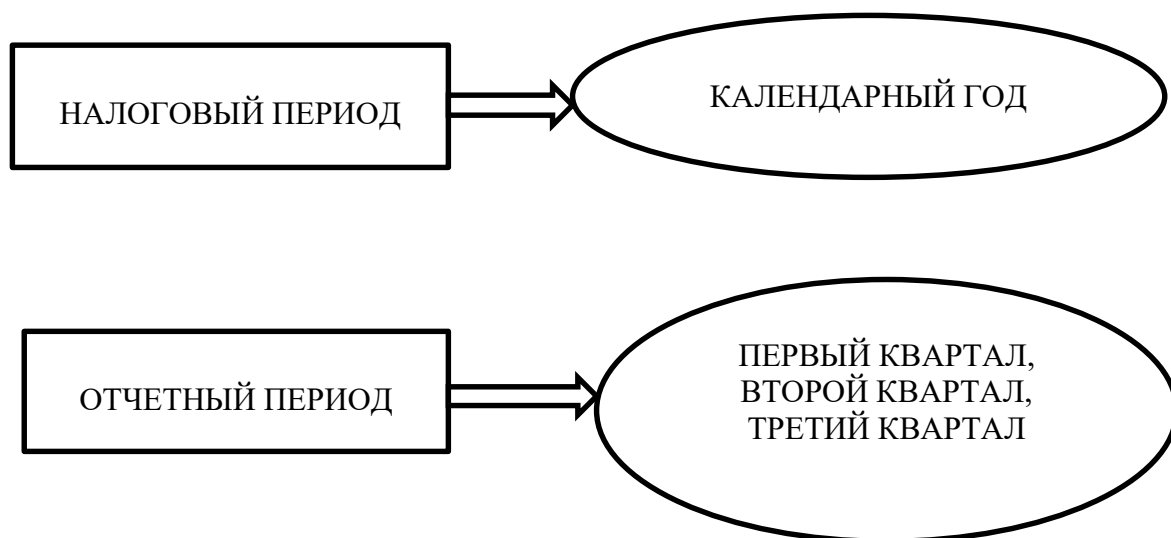 НАЛОГОВЫЙ ПЕРИОД
КАЛЕНДАРНЫЙ ГОД
ОТЧЕТНЫЙ ПЕРИОД
ПЕРВЫЙ КВАРТАЛ,
ВТОРОЙ КВАРТАЛ,
ТРЕТИЙ КВАРТАЛ